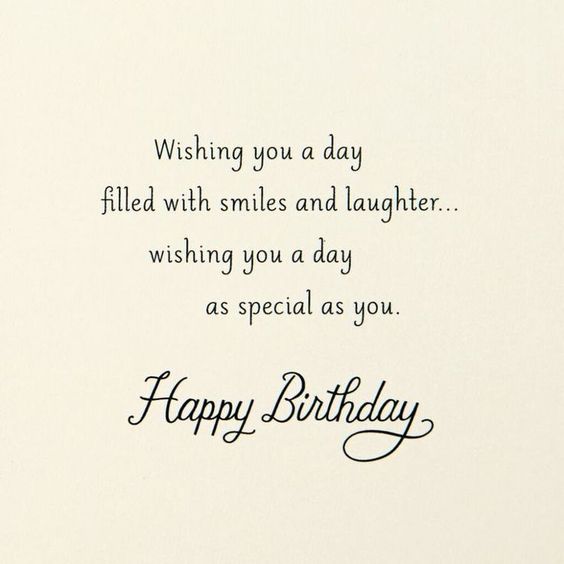 Wishing you a day
filled with smiles and laughter...
wishing you a day
as special as you.
Happy Birthday